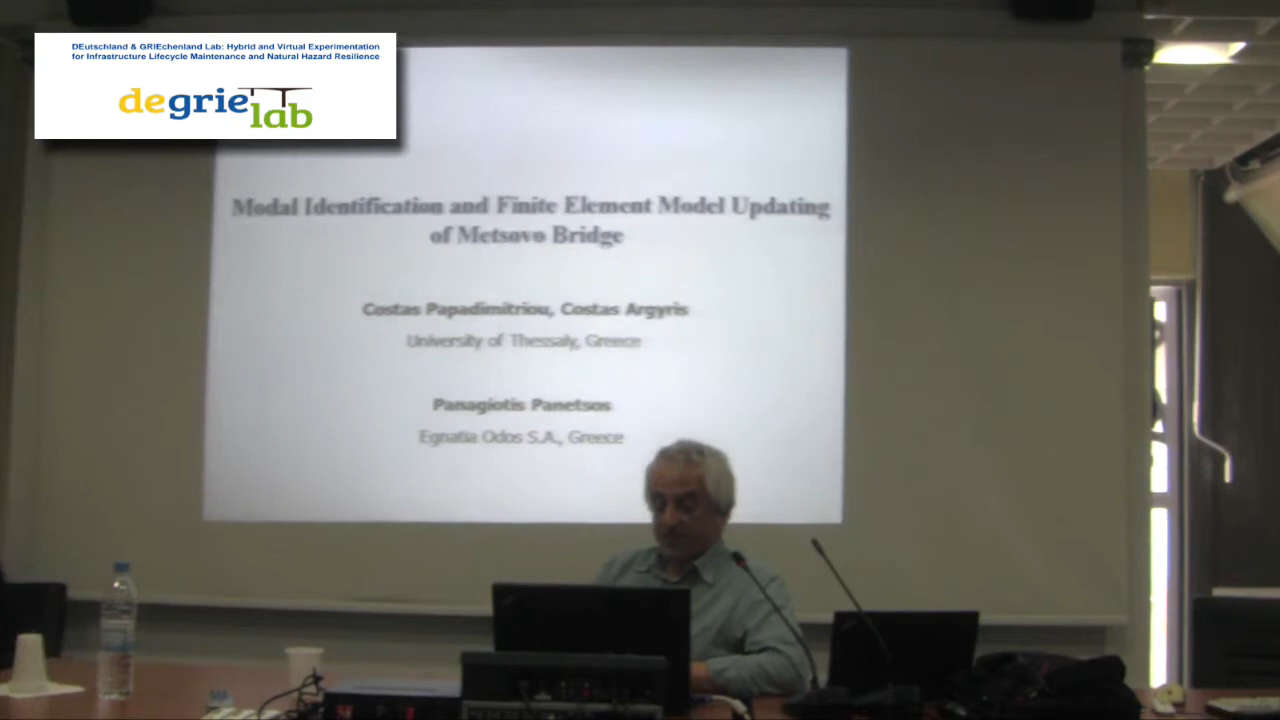 DEutschland & GRIEchenland Lab: Hybrid and Virtual Experimentation
for Infrastructure Lifecycle Maintenance and Natural Hazard Resilience
degrie lab
Modal Identification and Finite Element Model Updating
of Metsovo Bridge
Costas Papadimitriou, Costas Argyris
University of Thessaly, Greece
Panagiotis Panetsos
Egnatia Odos S.A., Greece